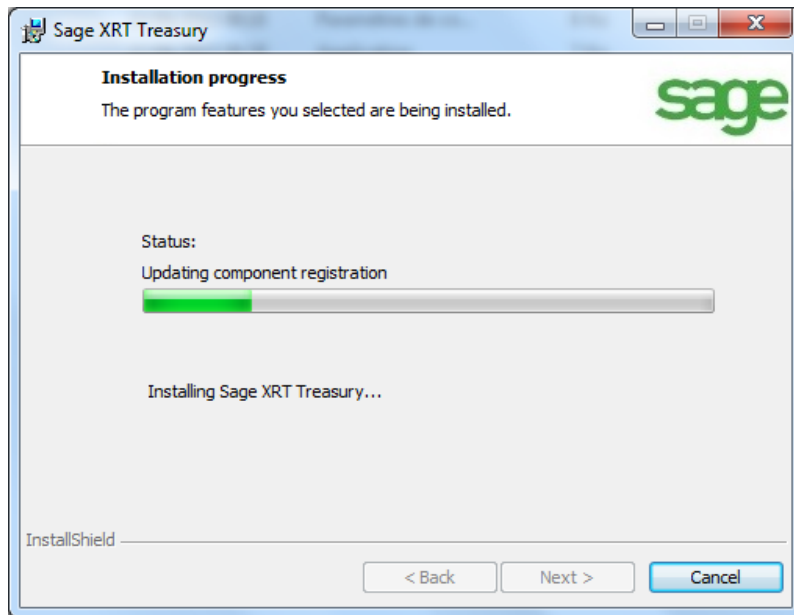 Sage XRT Treasury
Installation progress
The program features you selected are being installed.
sage
Status:
Updating component registration
Installing Sage XRT Treasury...
InstallShield
< Back
Next >
Cancel